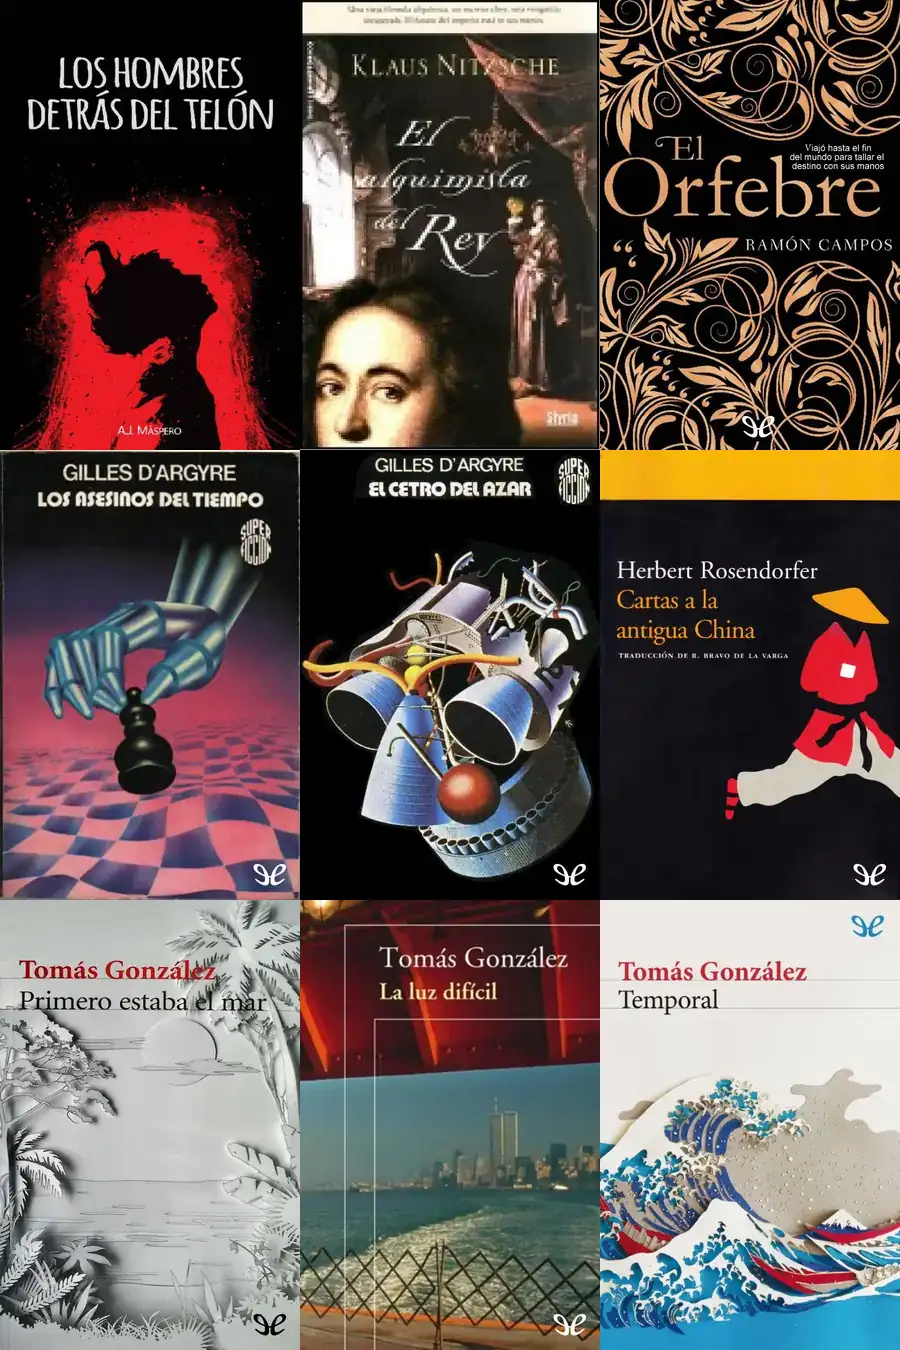 LOS HOMBRES
DETRÁS DEL TELÓN
A.J. MÁSPERO
KLAUS NITZSCHE
El
alquimista
del Rey
Styria
El
Orfebre
Viajó hasta el fin
del mundo para tallar el
destino con sus manos
RAMÓN CAMPOS
GILLES D'ARGYRE
LOS ASESINOS DEL TIEMPO
SUPER
FICCION
GILLES D'ARGYRE
EL CETRO DEL AZAR
SUPER
FICCION
Herbert Rosendorfer
Cartas a la
antigua China
TRADUCCIÓN DE R. BRAVO DE LA VARGA
Tomás González
Primero estaba el mar
Tomás González
La luz difícil
Tomás González
Temporal